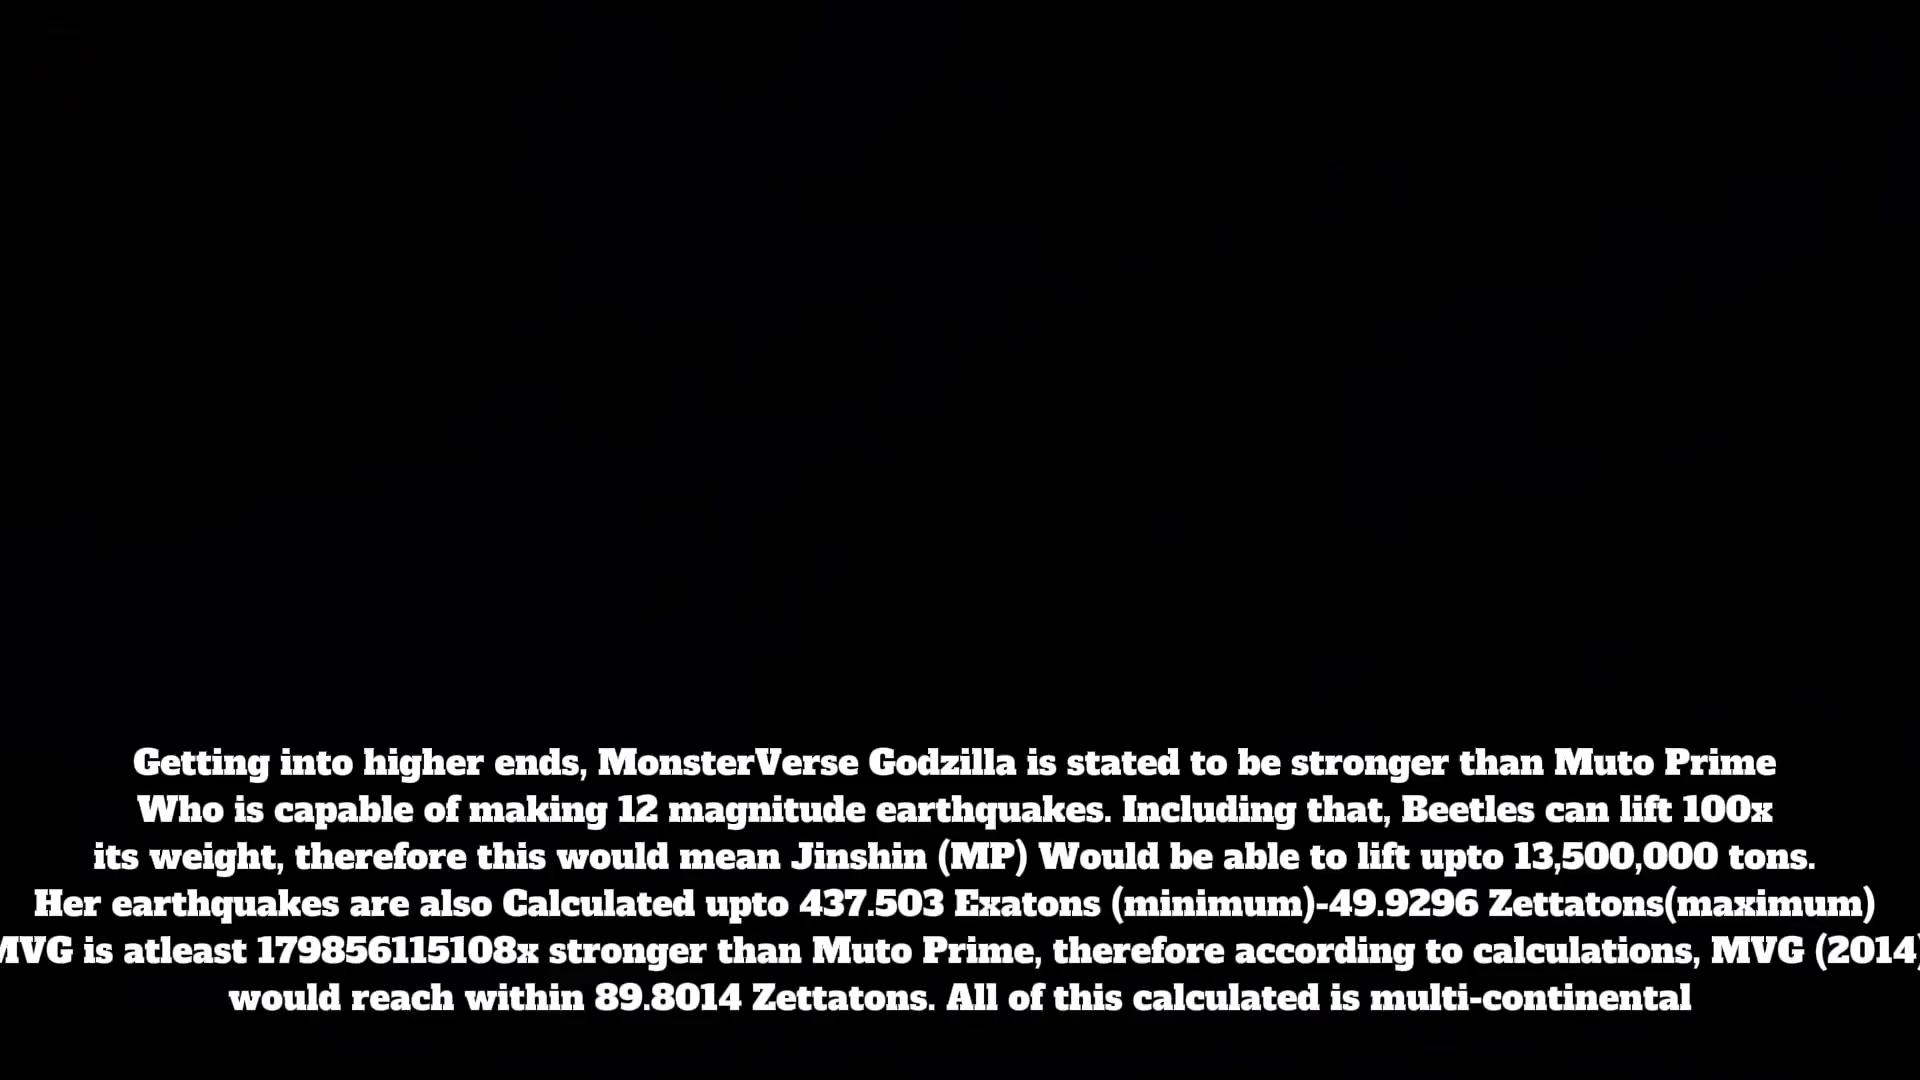 Getting into higher ends, MonsterVerse Godzilla is stated to be stronger than Muto Prime
Who is capable of making 12 magnitude earthquakes. Including that, Beetles can lift 100x
its weight, therefore this would mean Jinshin (MP) Would be able to lift upto 13,500,000 tons.
Her earthquakes are also Calculated upto 437.503 Exatons (minimum)-49.9296 Zettatons(maximum)
MVG is atleast 179856115108x stronger than Muto Prime, therefore according to calculations, MVG (2014)
would reach within 89.8014 Zettatons. All of this calculated is multi-continental